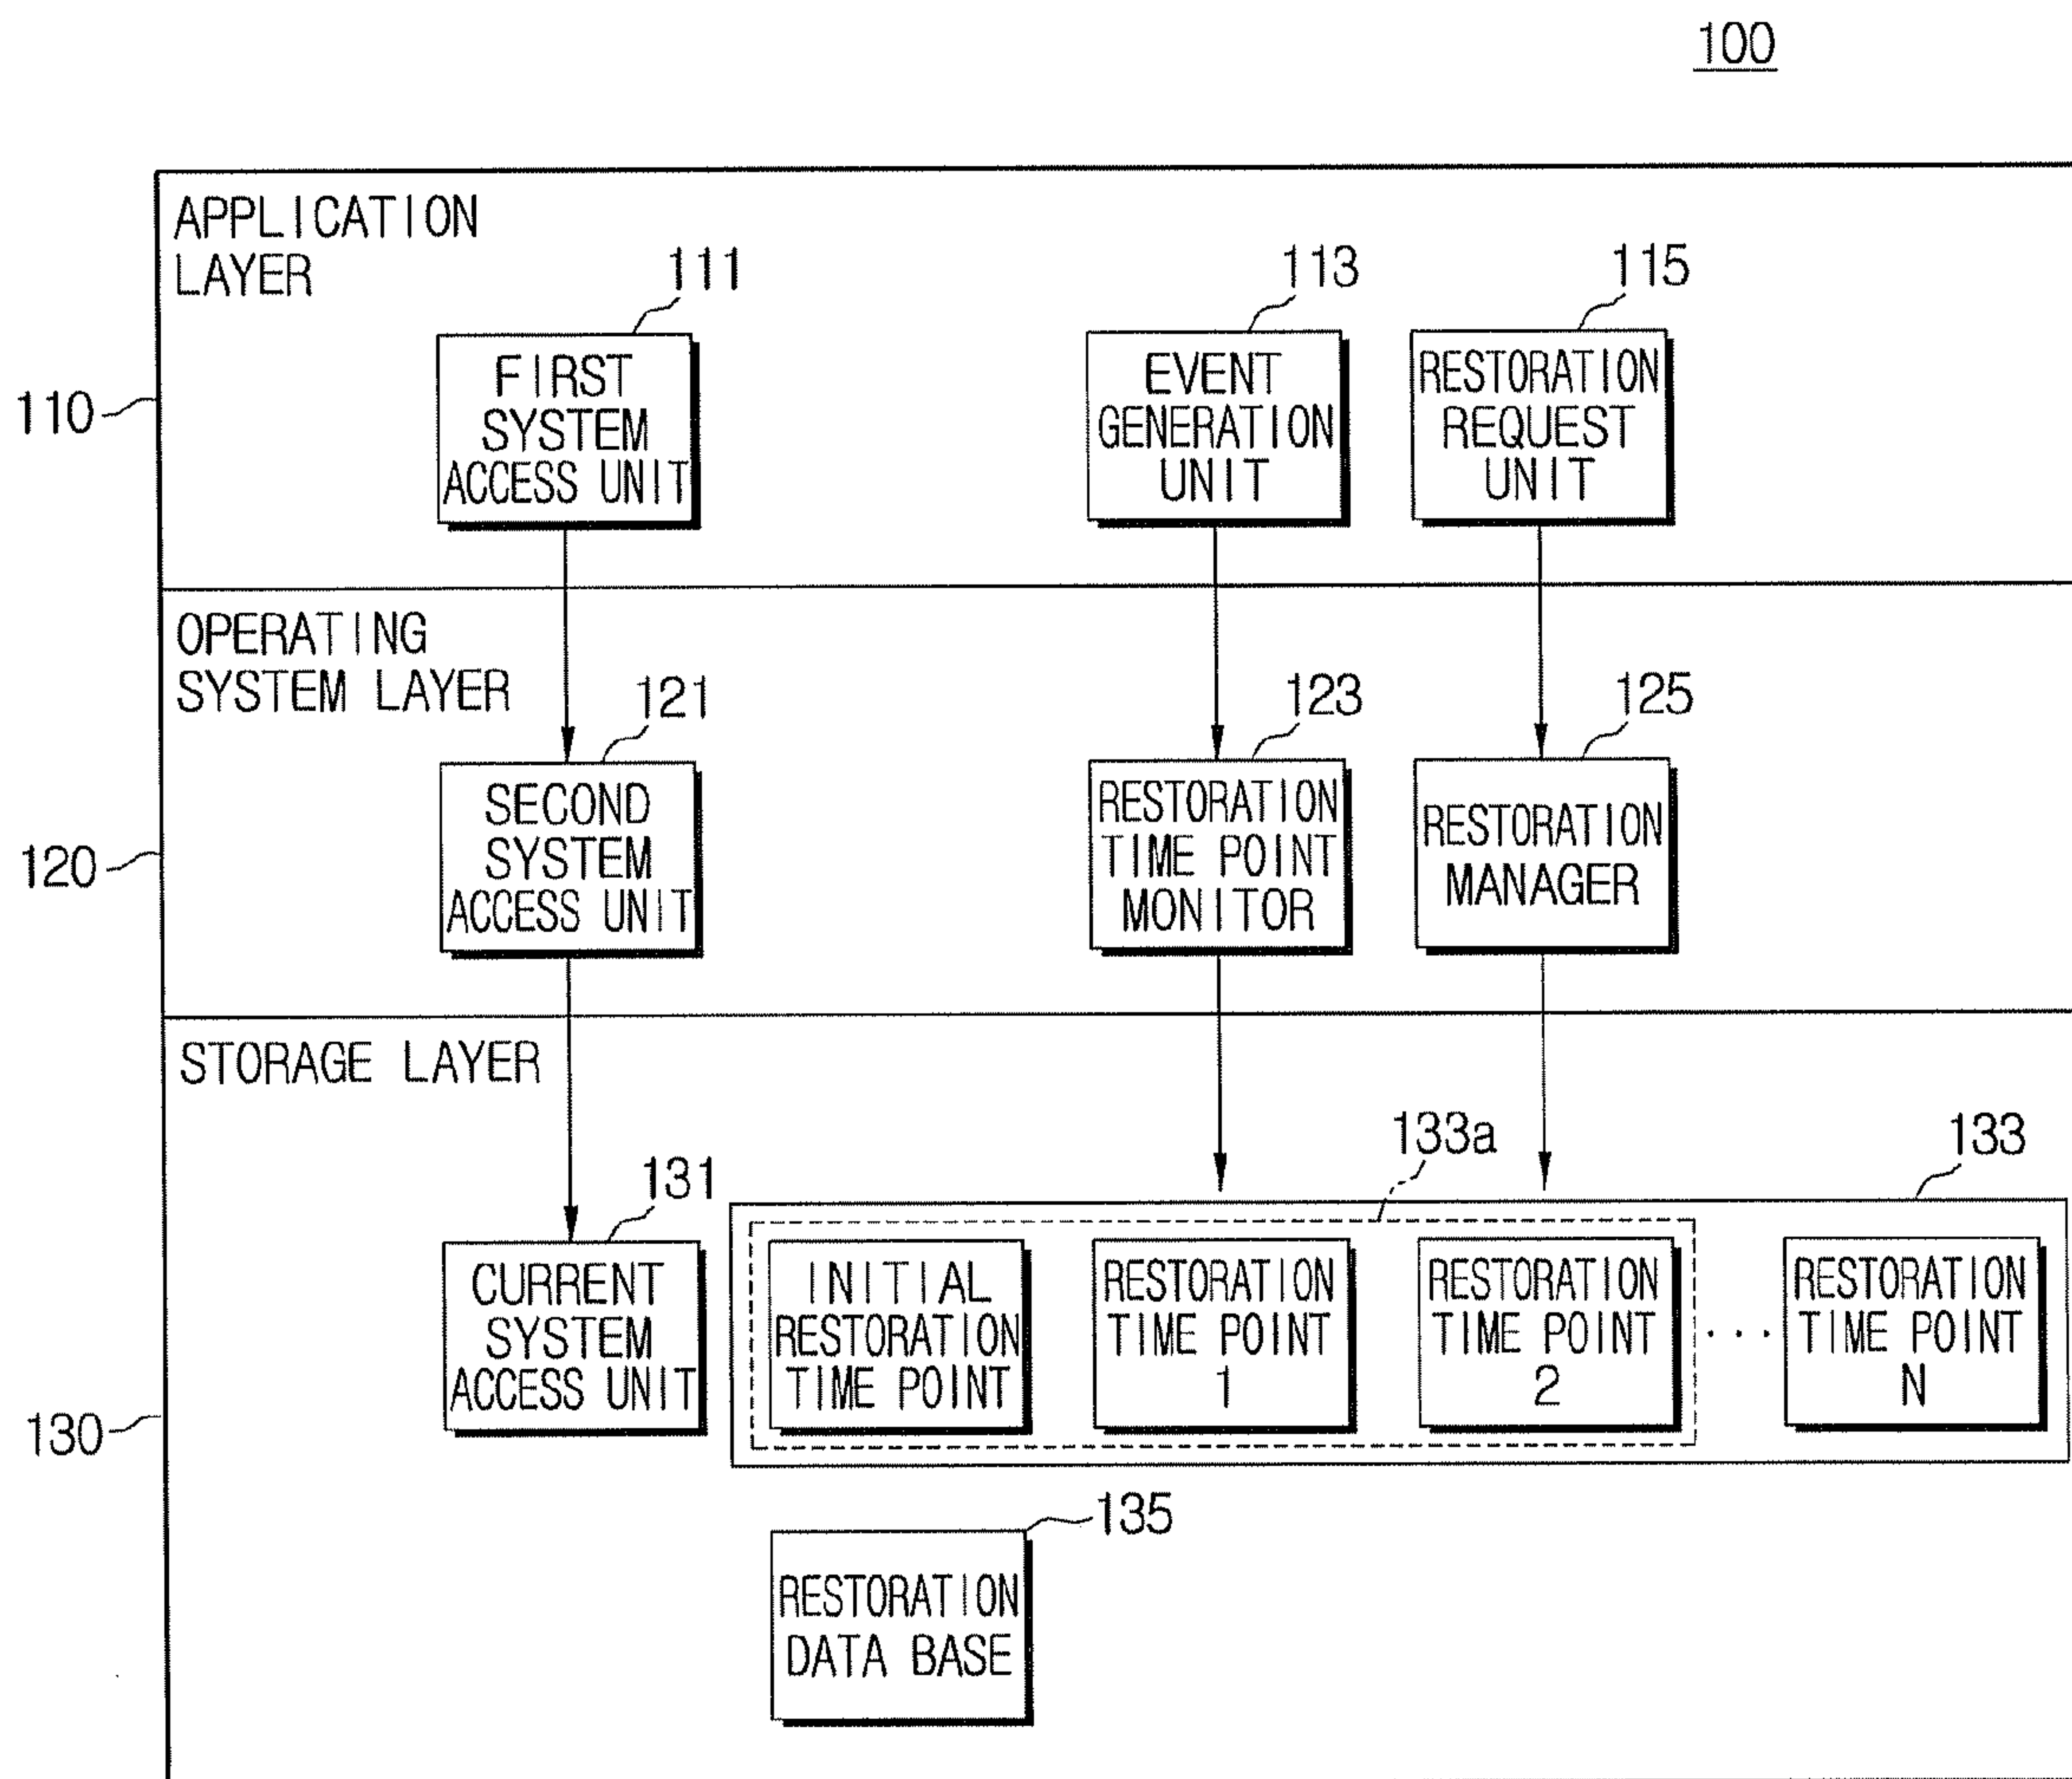 100
APPLICATION
LAYER
111
113
115
FIRST
SYSTEM
ACCESS UNIT
EVENT
GENERATION
UNIT
RESTORATION
REQUEST
UNIT
110
OPERATING
SYSTEM LAYER
121
123
125
SECOND
SYSTEM
ACCESS UNIT
RESTORATION
TIME POINT
MONITOR
RESTORATION
MANAGER
120
STORAGE LAYER
133a
133
131
CURRENT
SYSTEM
ACCESS UNIT
INITIAL
RESTORATION
TIME POINT
RESTORATION
TIME POINT
1
RESTORATION
TIME POINT
2
...
RESTORATION
TIME POINT
N
130
135
RESTORATION
DATA BASE